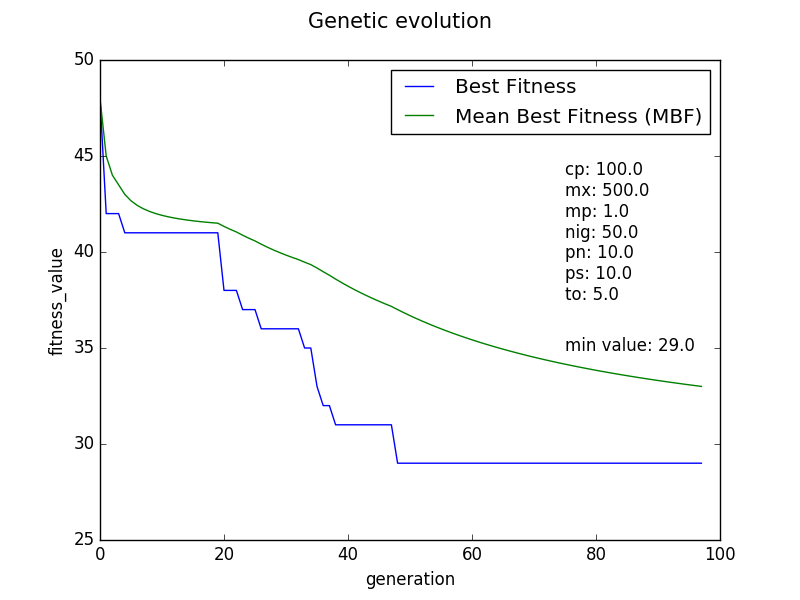 Genetic evolution
50
45
40
35
30
25
fitness_value
Best Fitness
Mean Best Fitness (MBF)
cp: 100.0
mx: 500.0
mp: 1.0
nig: 50.0
pn: 10.0
ps: 10.0
to: 5.0
min value: 29.0
0 20 40 60 80 100
generation